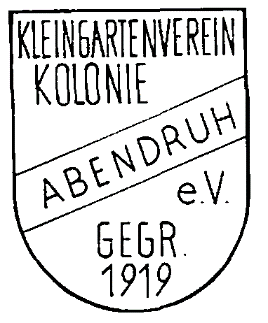 KLEINGARTENVEREIN
KOLONIE
ABENDRUH
e.V.
GEGR.
1919